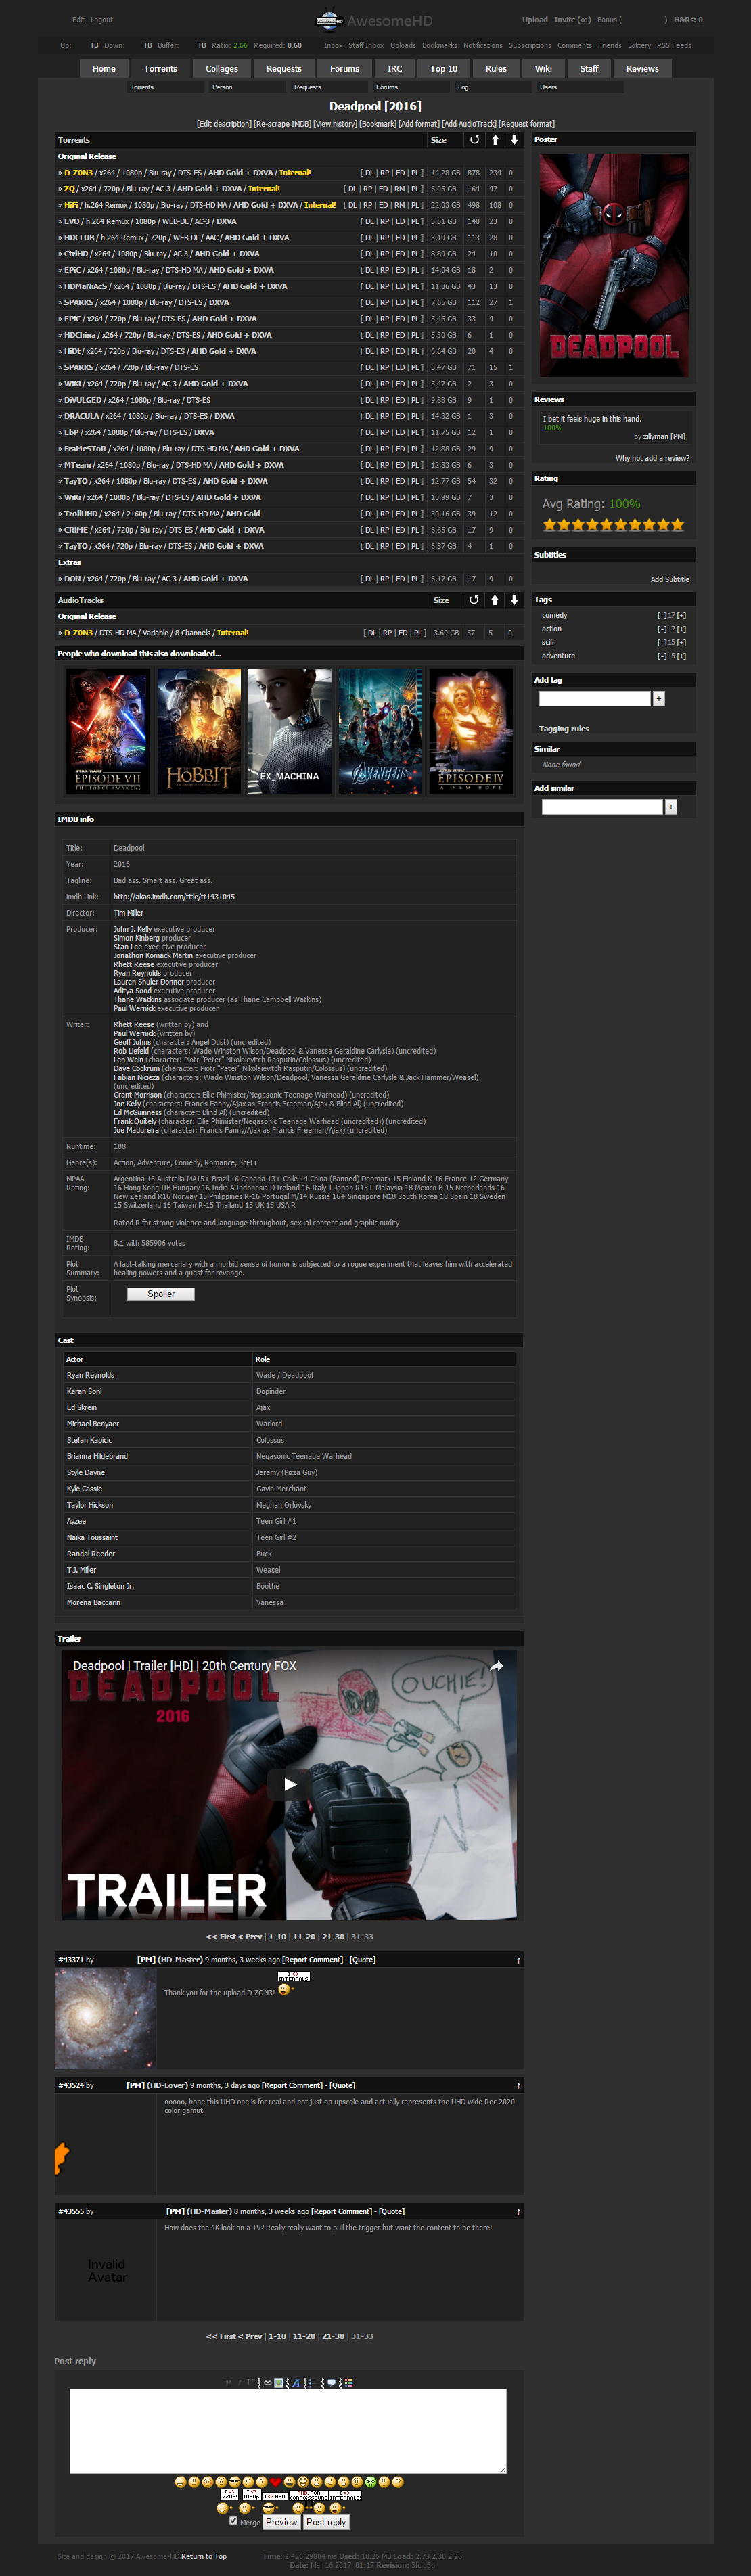 Edit Logout
AwesomeHD
Upload Invite (∞) Bonus ( ) H&Rs: 0
Up: TB Down: TB Buffer: TB Ratio: 2.66 Required: 0.60
Inbox Staff Inbox Uploads Bookmarks Notifications Subscriptions Comments Friends Lottery RSS Feeds
Home Torrents Collages Requests Forums IRC Top 10 Rules Wiki Staff Reviews
Torrents Person Requests Forums Log Users
Deadpool [2016]
[Edit description] [Re-scrape IMDB] [View history] [Bookmark] [Add format] [Add AudioTrack] [Request format]
Torrents Size
Original Release
» D-Z0N3 / x264 / 1080p / Blu-ray / DTS-ES / AHD Gold + DXVA / Internal! [ DL | RP | ED | PL ] 14.28 GB 878 234 0
» ZQ / x264 / 720p / Blu-ray / AC-3 / AHD Gold + DXVA / Internal! [ DL | RP | ED | RM | PL ] 6.05 GB 164 47 0
» HiFi / h.264 Remux / 1080p / Blu-ray / DTS-HD MA / AHD Gold + DXVA / Internal! [ DL | RP | ED | RM | PL ] 22.03 GB 498 108 0
» EVO / h.264 Remux / 1080p / WEB-DL / AC-3 / DXVA [ DL | RP | ED | PL ] 3.51 GB 140 23 0
» HDCLUB / h.264 Remux / 720p / WEB-DL / AAC / AHD Gold + DXVA [ DL | RP | ED | PL ] 3.19 GB 113 28 0
» CtrlHD / x264 / 1080p / Blu-ray / AC-3 / AHD Gold + DXVA [ DL | RP | ED | PL ] 8.89 GB 24 10 0
» EPiC / x264 / 1080p / Blu-ray / DTS-HD MA / AHD Gold + DXVA [ DL | RP | ED | PL ] 14.04 GB 18 2 0
» HDMaNiAcS / x264 / 1080p / Blu-ray / DTS-ES / AHD Gold + DXVA [ DL | RP | ED | PL ] 11.36 GB 43 13 0
» SPARKS / x264 / 1080p / Blu-ray / DTS-ES / DXVA [ DL | RP | ED | PL ] 7.65 GB 112 27 1
» EPiC / x264 / 720p / Blu-ray / DTS-ES / AHD Gold + DXVA [ DL | RP | ED | PL ] 5.46 GB 33 4 0
» HDChina / x264 / 720p / Blu-ray / DTS-ES / AHD Gold + DXVA [ DL | RP | ED | PL ] 5.30 GB 6 1 0
» HiDt / x264 / 720p / Blu-ray / DTS-ES / AHD Gold + DXVA [ DL | RP | ED | PL ] 6.64 GB 20 4 0
» SPARKS / x264 / 720p / Blu-ray / DTS-ES [ DL | RP | ED | PL ] 5.47 GB 71 15 1
» WiKi / x264 / 720p / Blu-ray / AC-3 / AHD Gold + DXVA [ DL | RP | ED | PL ] 5.47 GB 2 3 0
» DiVULGED / x264 / 1080p / Blu-ray / DTS-ES [ DL | RP | ED | PL ] 9.83 GB 9 1 0
» DRACULA / x264 / 1080p / Blu-ray / DTS-ES / DXVA [ DL | RP | ED | PL ] 14.32 GB 1 3 0
» EbP / x264 / 1080p / Blu-ray / DTS-ES / DXVA [ DL | RP | ED | PL ] 11.75 GB 12 1 0
» FraMeSToR / x264 / 1080p / Blu-ray / DTS-HD MA / AHD Gold + DXVA [ DL | RP | ED | PL ] 12.88 GB 29 9 0
» MTeam / x264 / 1080p / Blu-ray / DTS-HD MA / AHD Gold + DXVA [ DL | RP | ED | PL ] 12.83 GB 6 3 0
» TayTO / x264 / 1080p / Blu-ray / DTS-ES / AHD Gold + DXVA [ DL | RP | ED | PL ] 12.77 GB 54 32 0
» WiKi / x264 / 1080p / Blu-ray / DTS-ES / AHD Gold + DXVA [ DL | RP | ED | PL ] 10.99 GB 7 3 0
» TrollUHD / x264 / 2160p / Blu-ray / DTS-HD MA / AHD Gold [ DL | RP | ED | PL ] 30.16 GB 39 12 0
» CRiME / x264 / 720p / Blu-ray / DTS-ES / AHD Gold + DXVA [ DL | RP | ED | PL ] 6.65 GB 17 9 0
» TayTO / x264 / 720p / Blu-ray / DTS-ES / AHD Gold + DXVA [ DL | RP | ED | PL ] 6.87 GB 4 1 0
Extras
» DON / x264 / 720p / Blu-ray / AC-3 / AHD Gold + DXVA [ DL | RP | ED | PL ] 6.17 GB 17 9 0
AudioTracks Size
Original Release
» D-Z0N3 / DTS-HD MA / Variable / 8 Channels / Internal! [ DL | RP | ED | PL ] 3.69 GB 57 5 0
People who download this also downloaded...
STAR WARS EPISODE VII THE FORCE AWAKENS
THE HOBBIT
EX_MACHINA
AVENGERS
STAR WARS EPISODE IV A NEW HOPE
Poster
DEADPOOL
Reviews
I bet it feels huge in this hand.
100%
by zillyman [PM]
Why not add a review?
Rating
Avg Rating: 100%
Subtitles
Add Subtitle
Tags
comedy [-] 17 [+]
action [-] 17 [+]
scifi [-] 15 [+]
adventure [-] 15 [+]
Add tag
+
Tagging rules
Similar
None found
Add similar
+
IMDB info
Title: Deadpool
Year: 2016
Tagline: Bad ass. Smart ass. Great ass.
imdb Link: http://akas.imdb.com/title/tt1431045
Director: Tim Miller
Producer: John J. Kelly executive producer
Simon Kinberg producer
Stan Lee executive producer
Jonathon Komack Martin executive producer
Rhett Reese executive producer
Ryan Reynolds producer
Lauren Shuler Donner producer
Aditya Sood executive producer
Thane Watkins associate producer (as Thane Campbell Watkins)
Paul Wernick executive producer
Writer: Rhett Reese (written by) and
Paul Wernick (written by)
Geoff Johns (character: Angel Dust) (uncredited)
Rob Liefeld (characters: Wade Winston Wilson/Deadpool & Vanessa Geraldine Carlysle) (uncredited)
Len Wein (character: Piotr "Peter" Nikolaievitch Rasputin/Colossus) (uncredited)
Dave Cockrum (character: Piotr "Peter" Nikolaievitch Rasputin/Colossus) (uncredited)
Fabian Nicieza (characters: Wade Winston Wilson/Deadpool, Vanessa Geraldine Carlysle & Jack Hammer/Weasel)
(uncredited)
Grant Morrison (character: Ellie Phimister/Negasonic Teenage Warhead) (uncredited)
Joe Kelly (characters: Francis Fanny/Ajax as Francis Freeman/Ajax & Blind Al) (uncredited)
Ed McGuinness (character: Blind Al) (uncredited)
Frank Quitely (character: Ellie Phimister/Negasonic Teenage Warhead (uncredited)) (uncredited)
Joe Madureira (character: Francis Fanny/Ajax as Francis Freeman/Ajax) (uncredited)
Runtime: 108
Genre(s): Action, Adventure, Comedy, Romance, Sci-Fi
MPAA Rating: Argentina 16 Australia MA15+ Brazil 16 Canada 13+ Chile 14 China (Banned) Denmark 15 Finland K-16 France 12 Germany
16 Hong Kong IIB Hungary 16 India A Indonesia D Ireland 16 Italy T Japan R15+ Malaysia 18 Mexico B-15 Netherlands 16
New Zealand R16 Norway 15 Philippines R-16 Portugal M/14 Russia 16+ Singapore M18 South Korea 18 Spain 18 Sweden
15 Switzerland 16 Taiwan R-15 Thailand 15 UK 15 USA R
Rated R for strong violence and language throughout, sexual content and graphic nudity
IMDB Rating: 8.1 with 585906 votes
Plot Summary: A fast-talking mercenary with a morbid sense of humor is subjected to a rogue experiment that leaves him with accelerated
healing powers and a quest for revenge.
Plot Synopsis: Spoiler
Cast
Actor Role
Ryan Reynolds Wade / Deadpool
Karan Soni Dopinder
Ed Skrein Ajax
Michael Benyaer Warlord
Stefan Kapicic Colossus
Brianna Hildebrand Negasonic Teenage Warhead
Style Dayne Jeremy (Pizza Guy)
Kyle Cassie Gavin Merchant
Taylor Hickson Meghan Orlovsky
Ayzee Teen Girl #1
Naika Toussaint Teen Girl #2
Randal Reeder Buck
T.J. Miller Weasel
Isaac C. Singleton Jr. Boothe
Morena Baccarin Vanessa
Trailer
Deadpool | Trailer [HD] | 20th Century FOX
DEADPOOL
2016
OUCHIE!
TRAILER
<< First < Prev | 1-10 | 11-20 | 21-30 | 31-33
#43371 by [PM] (HD-Master) 9 months, 3 weeks ago [Report Comment] - [Quote] ↑
Thank you for the upload D-ZON3! I <3 INTERNALS!
#43524 by [PM] (HD-Lover) 9 months, 3 days ago [Report Comment] - [Quote] ↑
ooooo, hope this UHD one is for real and not just an upscale and actually represents the UHD wide Rec 2020
color gamut.
#43555 by [PM] (HD-Master) 8 months, 3 weeks ago [Report Comment] - [Quote] ↑
Invalid
Avatar
How does the 4K look on a TV? Really really want to pull the trigger but want the content to be there!
<< First < Prev | 1-10 | 11-20 | 21-30 | 31-33
Post reply
I <3 720p! I <3 1080p! I <3 AHD! AHD: FOR CONNOISSEURS I <3 INTERNALS!
Merge Preview Post reply
Site and design © 2017 Awesome-HD Return to Top
Time: 2,426.29004 ms Used: 10.25 MB Load: 2.73 2.30 2.25
Date: Mar 16 2017, 01:17 Revision: 3fxfd6d